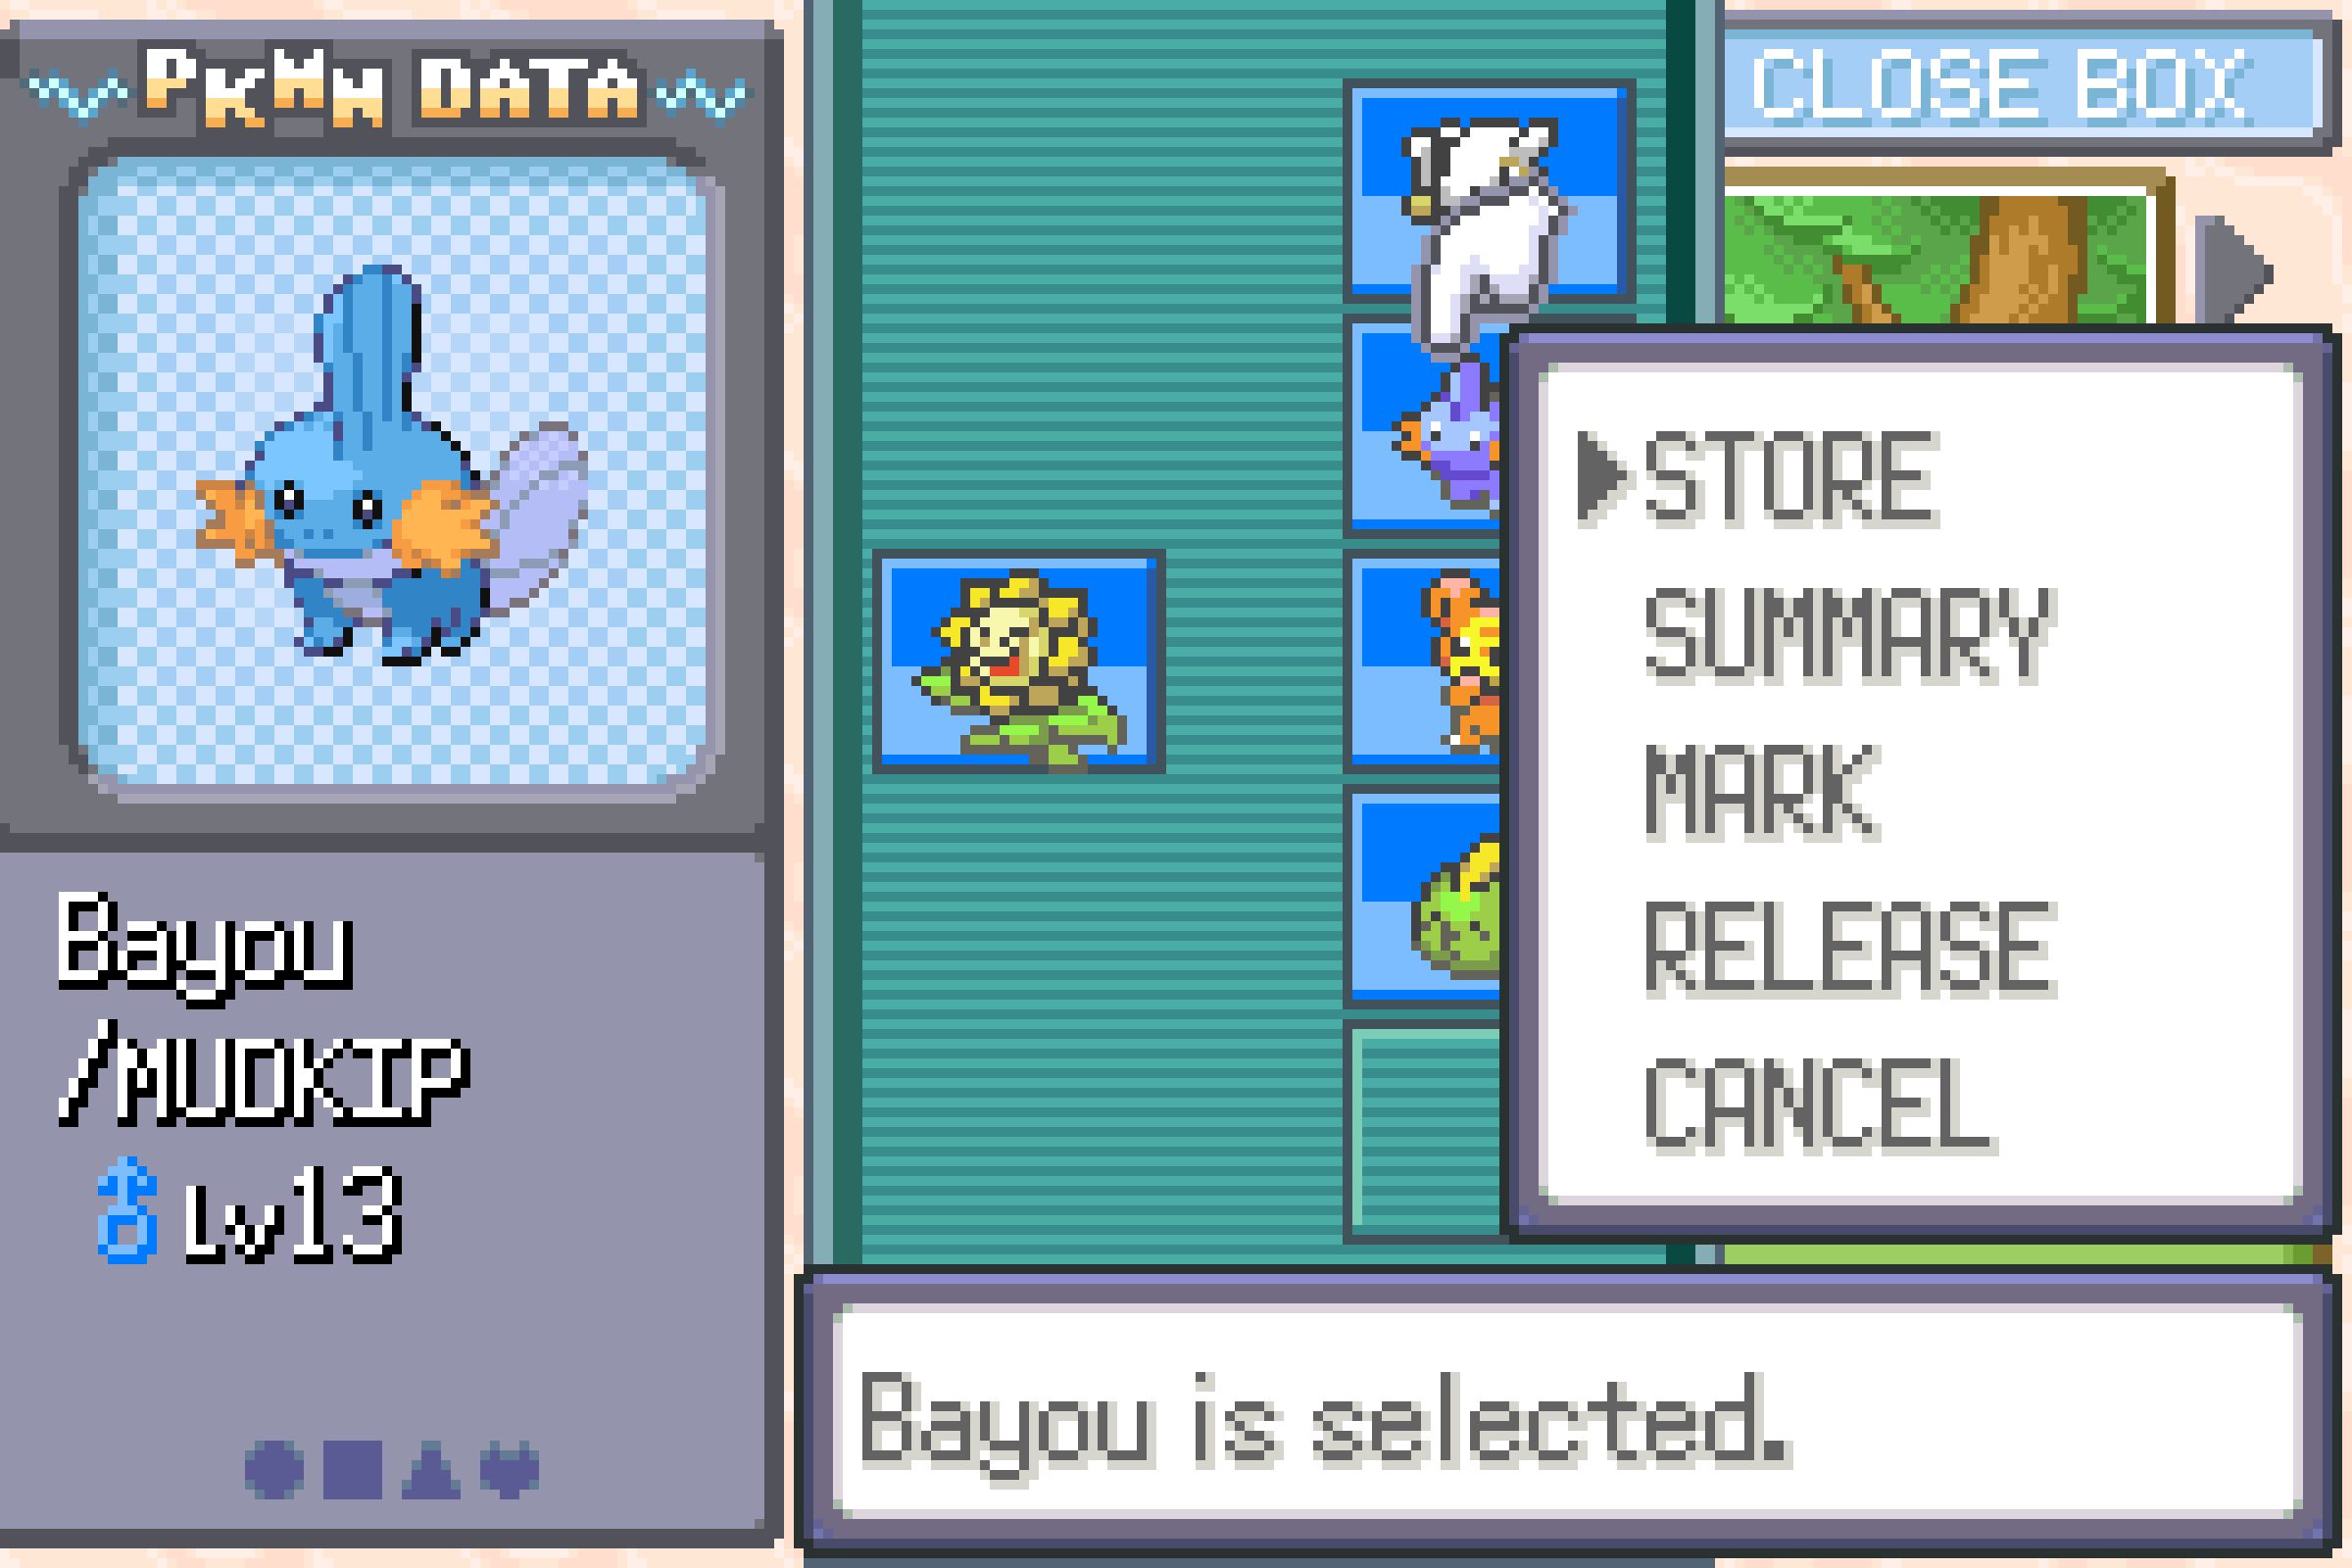 PKMN DATA
Bayou
/MUDKIP
♂ Lv13
CLOSE BOX
▶STORE
SUMMARY
MARK
RELEASE
CANCEL
Bayou is selected.